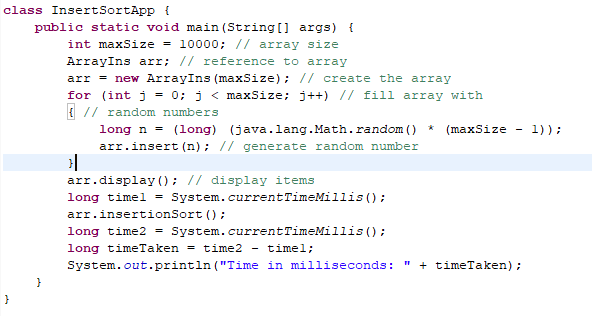 class InsertSortApp {
    public static void main(String[] args) {
        int maxSize = 10000; // array size
        ArrayIns arr; // reference to array
        arr = new ArrayIns(maxSize); // create the array
        for (int j = 0; j < maxSize; j++) // fill array with
        { // random numbers
            long n = (long) (java.lang.Math.random() * (maxSize - 1));
            arr.insert(n); // generate random number
        }
        arr.display(); // display items
        long time1 = System.currentTimeMillis();
        arr.insertionSort();
        long time2 = System.currentTimeMillis();
        long timeTaken = time2 - time1;
        System.out.println("Time in milliseconds: " + timeTaken);
    }
}